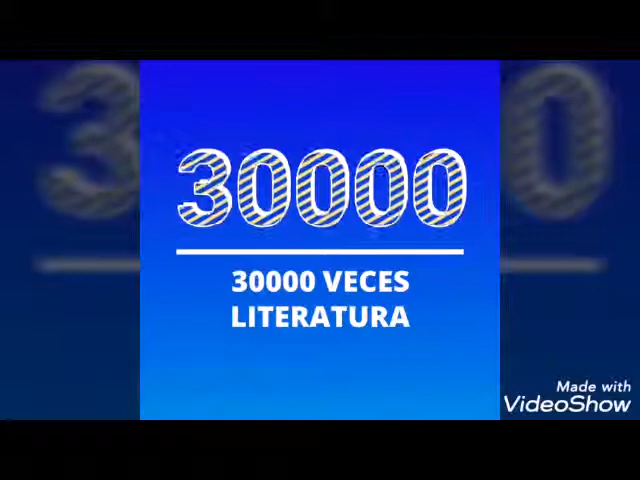 30000
30000 VECES
LITERATURA
Made with
VideoShow